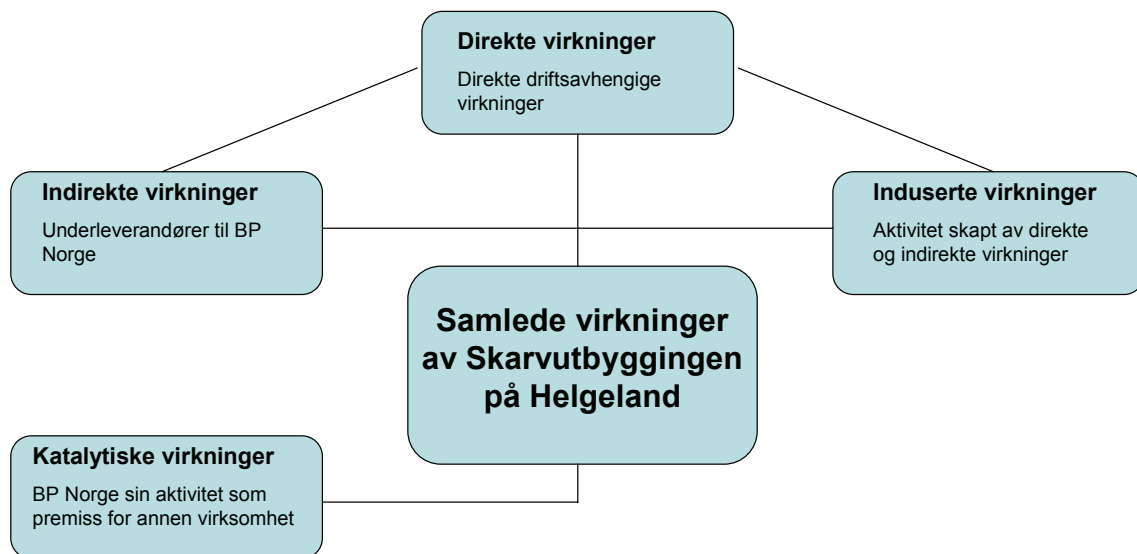 Direkte virkninger
Direkte driftsavhengige
virkninger
Indirekte virkninger
Underleverandører til BP
Norge
Induserte virkninger
Aktivitet skapt av direkte
og indirekte virkninger
Samlede virkninger
av Skarvutbyggingen
på Helgeland
Katalytiske virkninger
BP Norge sin aktivitet som
premiss for annen virksomhet